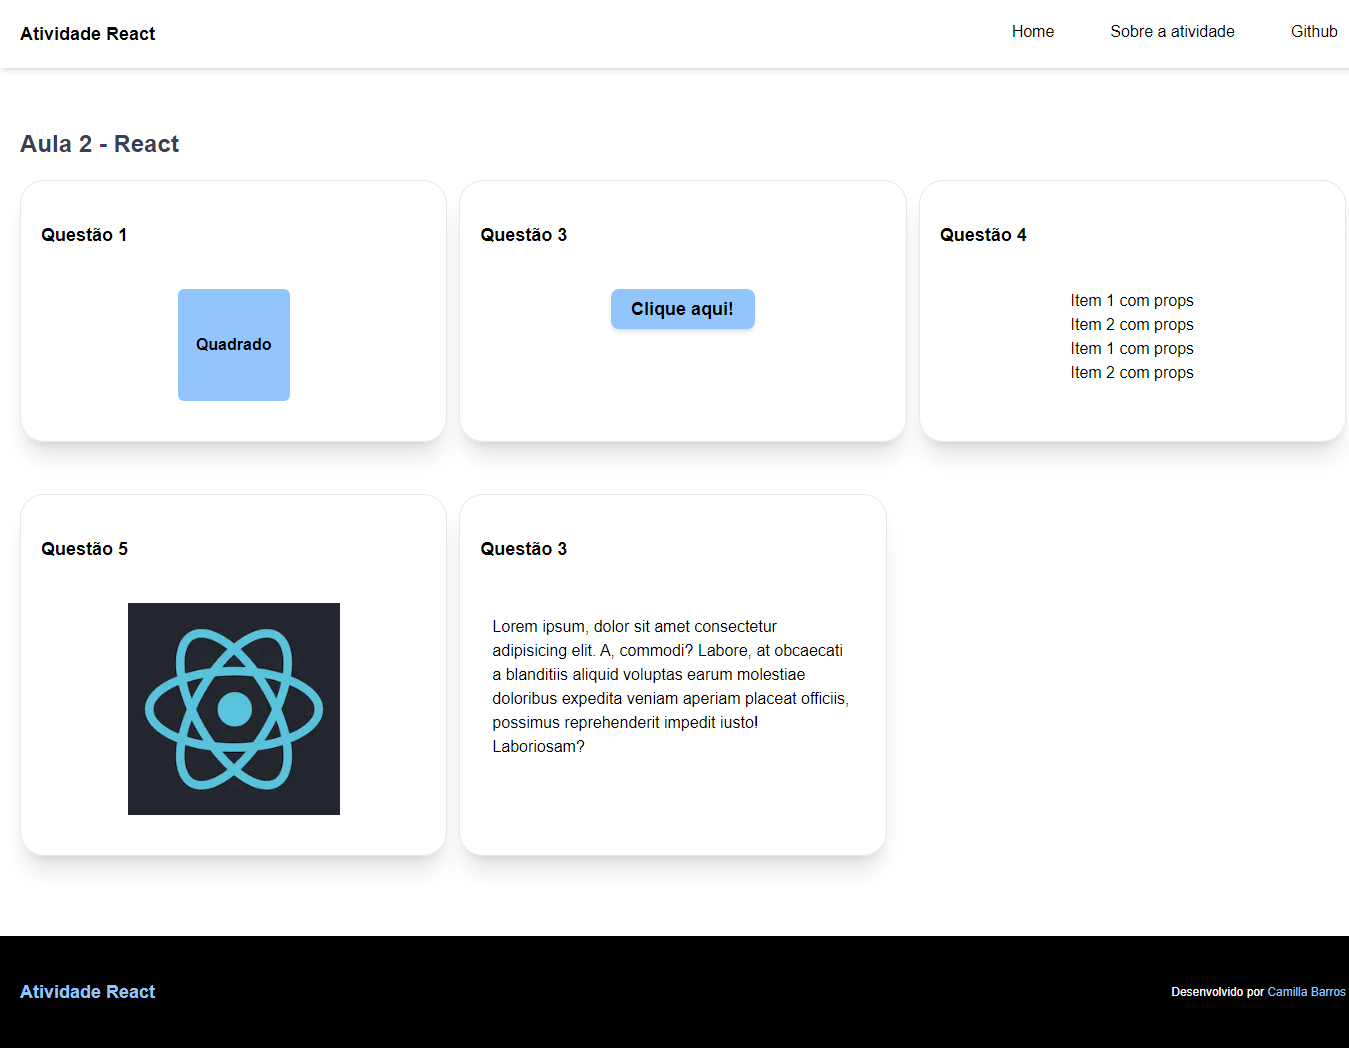 Atividade React
Home
Sobre a atividade
Github
Aula 2 - React
Questão 1
Quadrado
Questão 3
Clique aqui!
Questão 4
Item 1 com props
Item 2 com props
Item 1 com props
Item 2 com props
Questão 5
Questão 3
Lorem ipsum, dolor sit amet consectetur
adipisicing elit. A, commodi? Labore, at obcaecati
a blanditiis aliquid voluptas earum molestiae
doloribus expedita veniam aperiam placeat officiis,
possimus reprehenderit impedit iusto!
Laboriosam?
Atividade React
Desenvolvido por Camilla Barros